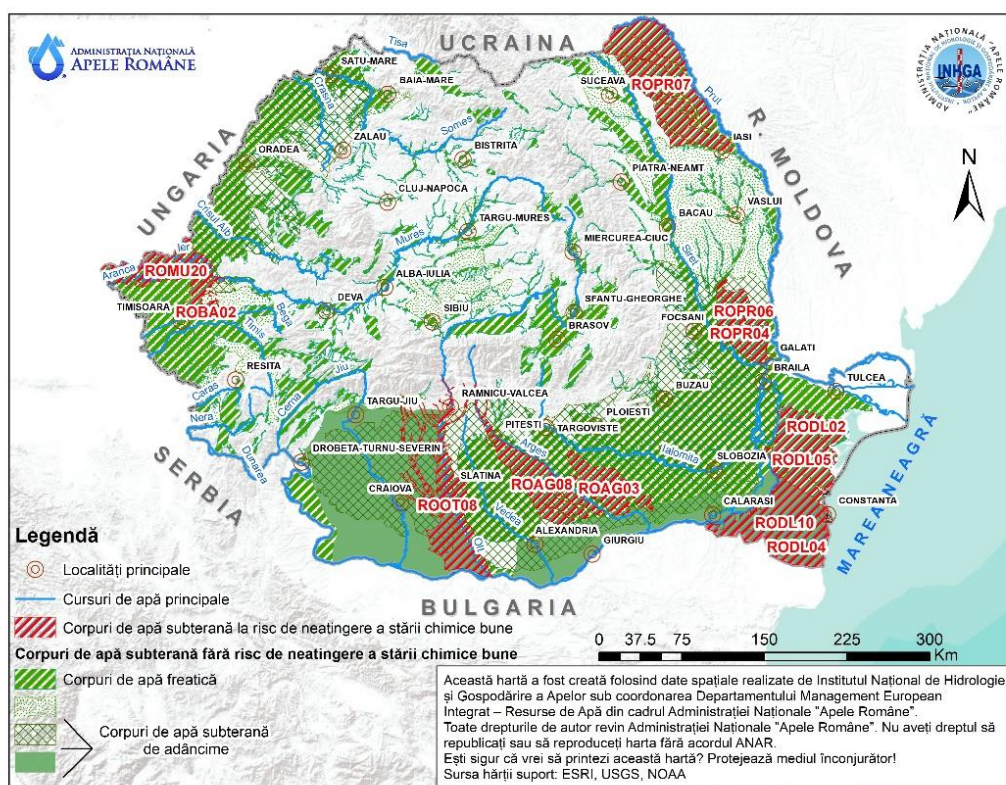 ADMINISTRAȚIA NAȚIONALĂ
APELE ROMÂNE
ADMINISTRAȚIA NAȚIONALĂ "APELE ROMÂNE"
INHGA
UCRAINA
UNGARIA
R. MOLDOVA
SERBIA
BULGARIA
MAREA NEAGRĂ
N
Tisa
SATU-MARE
BAIA-MARE
SUCEAVA
ROPR07
Prut
Crasna
ZALAU
Somes
BISTRITA
IASI
ORADEA
PIATRA-NEAMT
CLUJ-NAPOCA
TARGU-MURES
BACAU
VASLUI
Crisul Alb
Mures
MIERCUREA-CIUC
Siret
Ier
Aranca
ROMU20
ALBA-IULIA
DEVA
SIBIU
SFANTU-GHEORGHE
TIMISOARA
ROBA02
Bega
Timis
BRASOV
FOCSANI
ROPR06
ROPR04
GALATI
RESITA
BRAILA
TULCEA
Caras
Nera
Cerna
Jiu
TARGU-JIU
RAMNICU-VALCEA
BUZAU
PLOIESTI
PITESTI
TARGOVISTE
RODL02
Dunarea
DROBETA-TURNU-SEVERIN
Arges
Ialomita
SLOBOZIA
RODL05
SLATINA
CRAIOVA
ROOT08
ROAG08
ROAG03
CALARASI
CONSTANTA
Vedea
Olt
ALEXANDRIA
GIURGIU
RODL10
RODL04
Legendă
Localități principale
Cursuri de apă principale
Corpuri de apă subterană la risc de neatingere a stării chimice bune
Corpuri de apă subterană fără risc de neatingere a stării chimice bune
Corpuri de apă freatică
Corpuri de apă subterană
de adâncime
0 37.5 75 150 225 300
Km
Această hartă a fost creată folosind date spațiale realizate de Institutul Național de Hidrologie
și Gospodărire a Apelor sub coordonarea Departamentului Management European
Integrat – Resurse de Apă din cadrul Administrației Naționale "Apele Române".
Toate drepturile de autor revin Administrației Naționale "Apele Române". Nu aveți dreptul să
republicați sau să reproduceți harta fără acordul ANAR.
Ești sigur că vrei să printezi această hartă? Protejează mediul înconjurător!
Sursa hărții suport: ESRI, USGS, NOAA